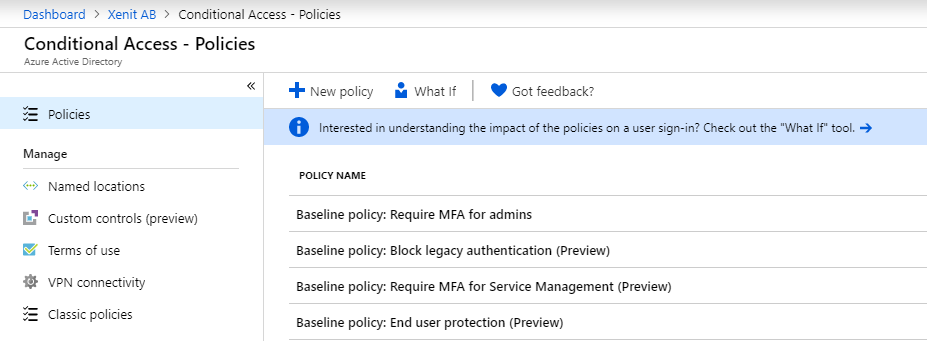 Dashboard > Xenit AB > Conditional Access - Policies
Conditional Access - Policies
Azure Active Directory
«
Policies
Manage
Named locations
Custom controls (preview)
Terms of use
VPN connectivity
Classic policies
New policy What If Got feedback?
Interested in understanding the impact of the policies on a user sign-in? Check out the "What If" tool. →
POLICY NAME
Baseline policy: Require MFA for admins
Baseline policy: Block legacy authentication (Preview)
Baseline policy: Require MFA for Service Management (Preview)
Baseline policy: End user protection (Preview)